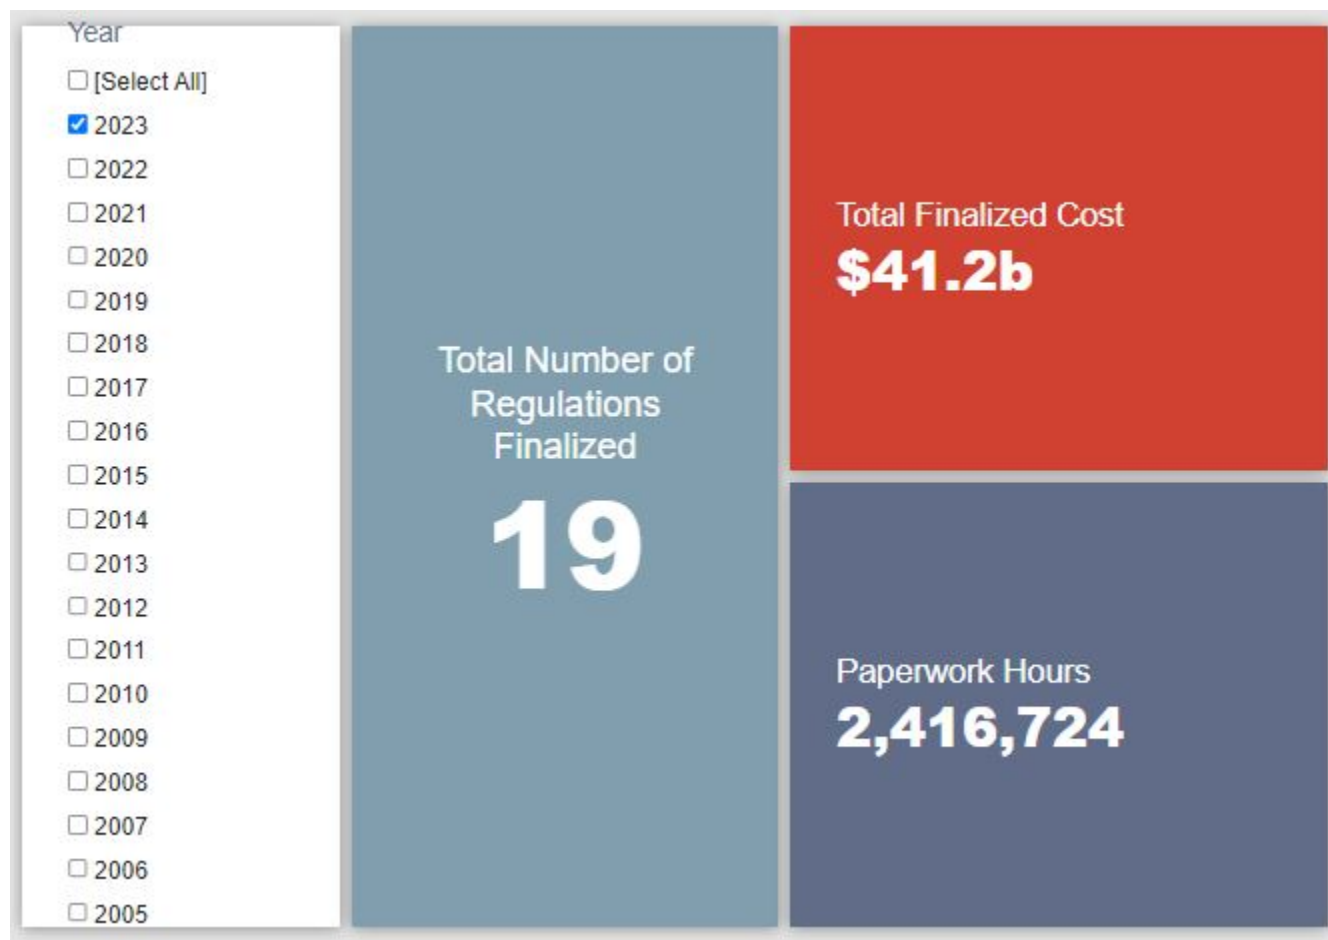 Year
[Select All]
2023
2022
2021
2020
2019
2018
2017
2016
2015
2014
2013
2012
2011
2010
2009
2008
2007
2006
2005
Total Number of
Regulations
Finalized
19
Total Finalized Cost
$41.2b
Paperwork Hours
2,416,724